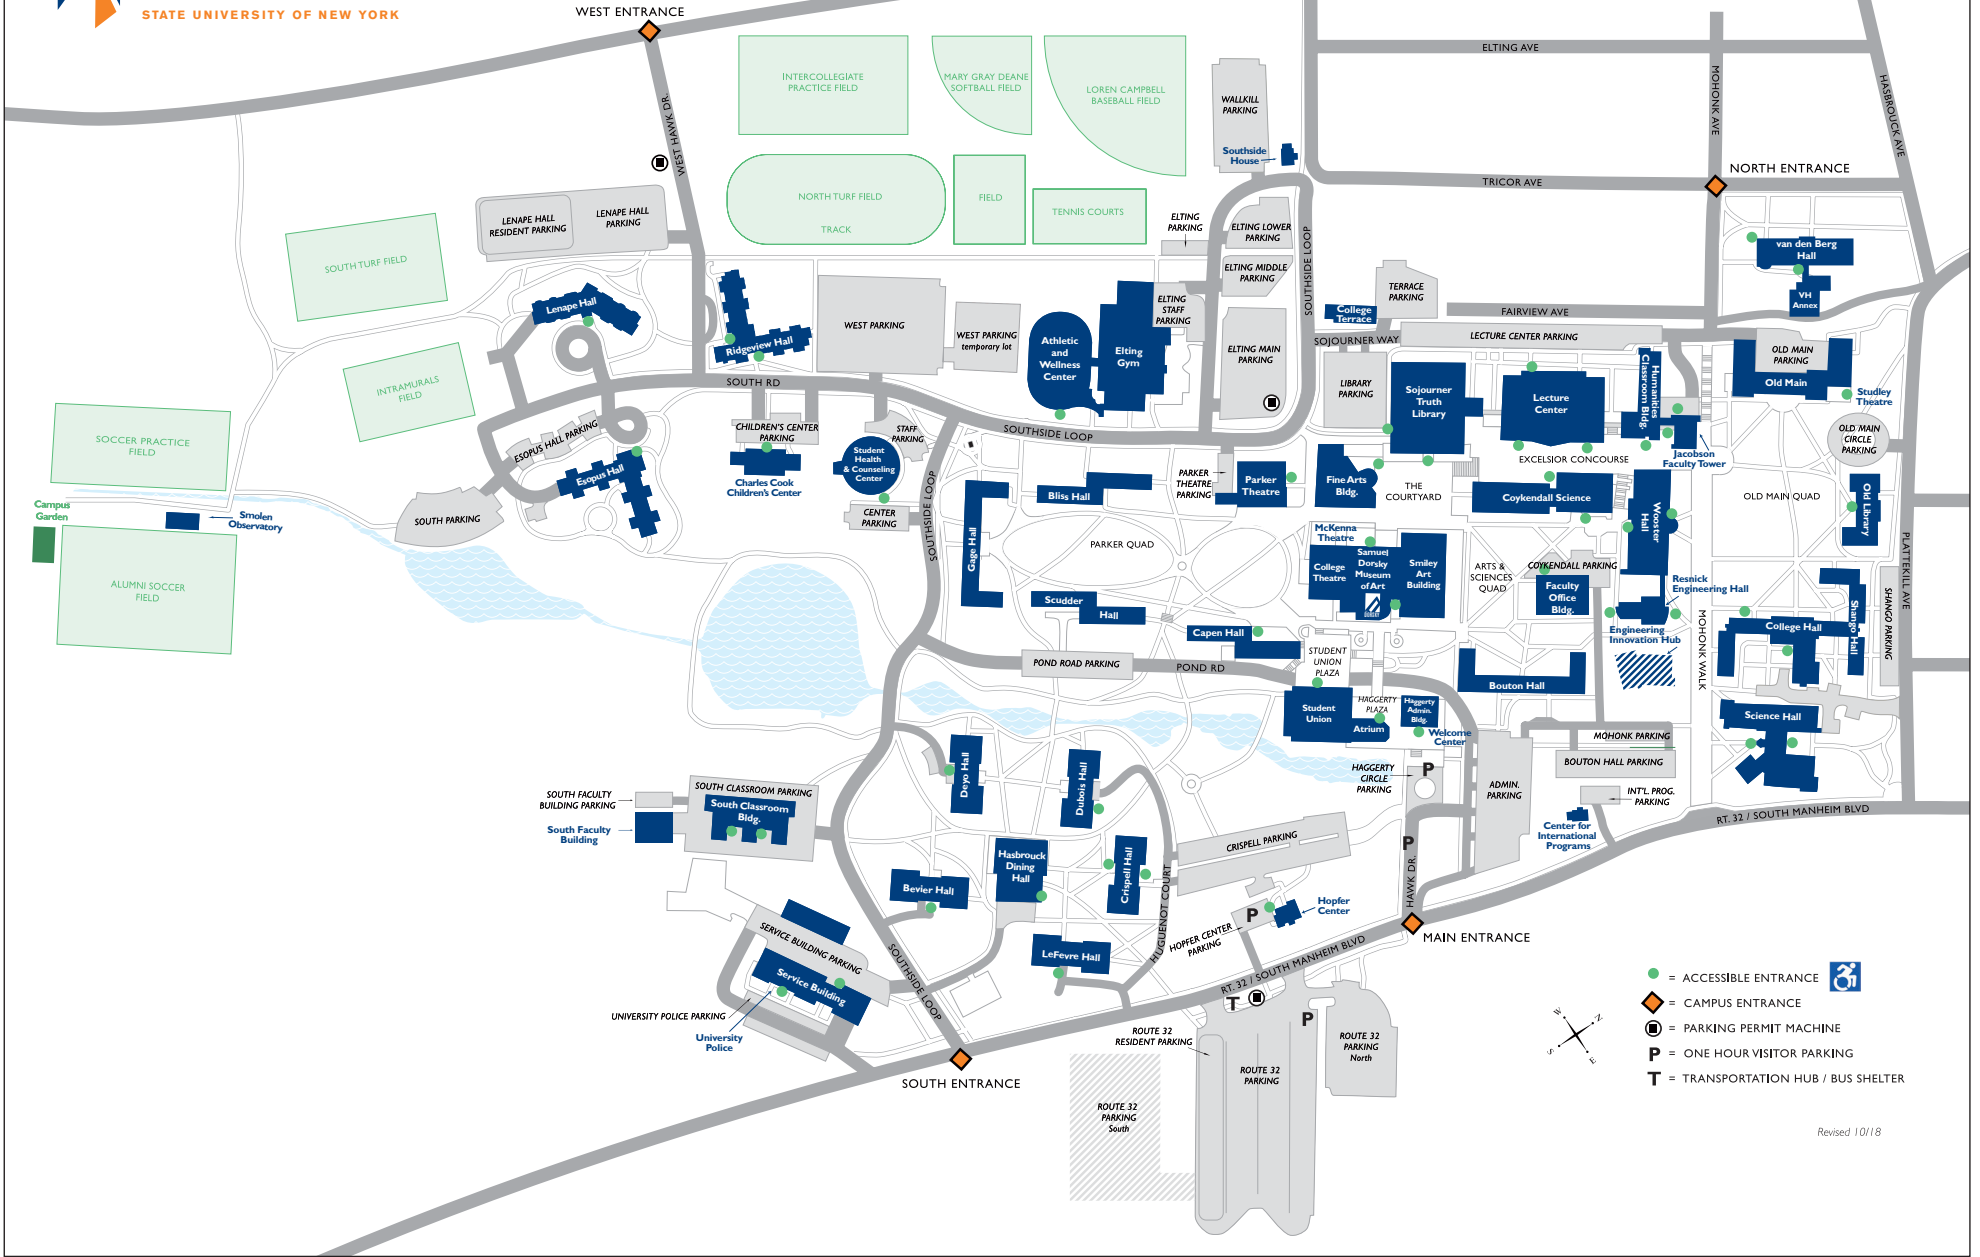 STATE UNIVERSITY OF NEW YORK
WEST ENTRANCE
WEST HAWK DR.
INTERCOLLEGIATE
PRACTICE FIELD
MARY GRAY DEANE
SOFTBALL FIELD
LOREN CAMPBELL
BASEBALL FIELD
WALLKILL
PARKING
Southside
House
ELTING AVE
MOHONK AVE
HASBROUCK AVE
TRICOR AVE
NORTH ENTRANCE
LENAPE HALL
RESIDENT PARKING
LENAPE HALL
PARKING
NORTH TURF FIELD
TRACK
FIELD
TENNIS COURTS
ELTING
PARKING
ELTING LOWER
PARKING
ELTING MIDDLE
PARKING
SOUTHSIDE LOOP
van den Berg
Hall
VH
Annex
SOUTH TURF FIELD
Lenape Hall
Ridgeview Hall
WEST PARKING
WEST PARKING
temporary lot
Athletic
and
Wellness
Center
Elting
Gym
ELTING
STAFF
PARKING
ELTING MAIN
PARKING
TERRACE
PARKING
College
Terrace
FAIRVIEW AVE
SOJOURNER WAY
LECTURE CENTER PARKING
OLD MAIN
PARKING
Old Main
Studley
Theatre
INTRAMURALS
FIELD
SOUTH RD
LIBRARY
PARKING
Sojourner
Truth
Library
Lecture
Center
Humanities
Classroom Bldg.
Jacobson
Faculty Tower
OLD MAIN
CIRCLE
PARKING
SOCCER PRACTICE
FIELD
ESOPUS HALL PARKING
Esopus Hall
CHILDREN'S CENTER
PARKING
Charles Cook
Children's Center
STAFF
PARKING
Student
Health
& Counseling
Center
SOUTHSIDE LOOP
EXCELSIOR CONCOURSE
PARKER
THEATRE
PARKING
Parker
Theatre
Fine Arts
Bldg.
THE
COURTYARD
Coykendall Science
Wooster
Hall
OLD MAIN QUAD
Old Library
Campus
Garden
Smolen
Observatory
SOUTH PARKING
CENTER
PARKING
SOUTHSIDE LOOP
Gage Hall
Bliss Hall
PARKER QUAD
McKenna
Theatre
College
Theatre
Samuel
Dorsky
Museum
of Art
DORSKY
Smiley
Art
Building
ARTS &
SCIENCES
QUAD
COYKENDALL PARKING
Faculty
Office
Bldg.
Resnick
Engineering Hall
PLATTEKILL AVE
ALUMNI SOCCER
FIELD
Scudder
Hall
Capen Hall
STUDENT
UNION
PLAZA
Engineering
Innovation Hub
MOHONK WALK
College Hall
Shango Hall
SHANGO PARKING
POND ROAD PARKING
POND RD
Bouton Hall
Student
Union
HAGGERTY
PLAZA
Atrium
Haggerty
Admin.
Bldg.
Welcome
Center
Science Hall
MOHONK PARKING
BOUTON HALL PARKING
Deyo Hall
Dubois Hall
HAGGERTY
CIRCLE
PARKING
P
ADMIN.
PARKING
INT'L. PROG.
PARKING
SOUTH FACULTY
BUILDING PARKING
SOUTH CLASSROOM PARKING
South Classroom
Bldg.
South Faculty
Building
Center for
International
Programs
RT. 32 / SOUTH MANHEIM BLVD
CRISPELL PARKING
P
HAWK DR.
Hasbrouck
Dining
Hall
Crispell Hall
Bevier Hall
HUGUENOT COURT
P
Hopfer
Center
HOPFER CENTER
PARKING
MAIN ENTRANCE
SERVICE BUILDING PARKING
Service Building
SOUTHSIDE LOOP
LeFevre Hall
RT. 32 / SOUTH MANHEIM BLVD
UNIVERSITY POLICE PARKING
University
Police
T
P
ROUTE 32
RESIDENT PARKING
ROUTE 32
PARKING
ROUTE 32
PARKING
North
ROUTE 32
PARKING
South
SOUTH ENTRANCE
W
N
S
E
= ACCESSIBLE ENTRANCE
= CAMPUS ENTRANCE
= PARKING PERMIT MACHINE
P = ONE HOUR VISITOR PARKING
T = TRANSPORTATION HUB / BUS SHELTER
Revised 10/18